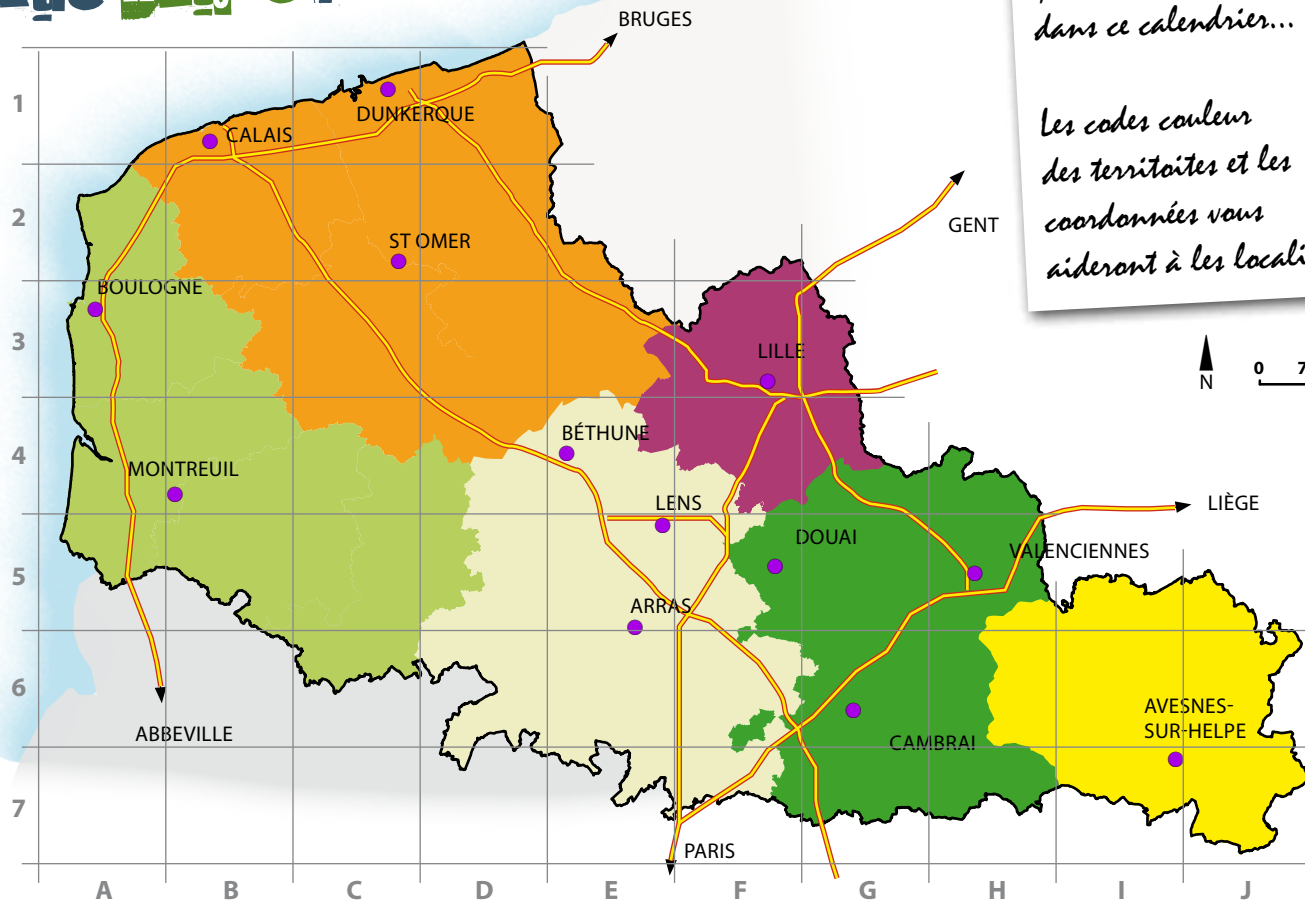 BRUGES
dans ce calendrier...
Les codes couleur
des territoites et les
coordonnées vous
1
DUNKERQUE
CALAIS
2
GENT
ST OMER
BOULOGNE
3
LILLE
N
0
4
BÉTHUNE
MONTREUIL
LENS
LIÈGE
DOUAI
VALENCIENNES
5
ARRAS
6
AVESNES-
SUR-HELPE
ABBEVILLE
CAMBRAI
7
PARIS
A B C D E F G H I J
aideront à les locali